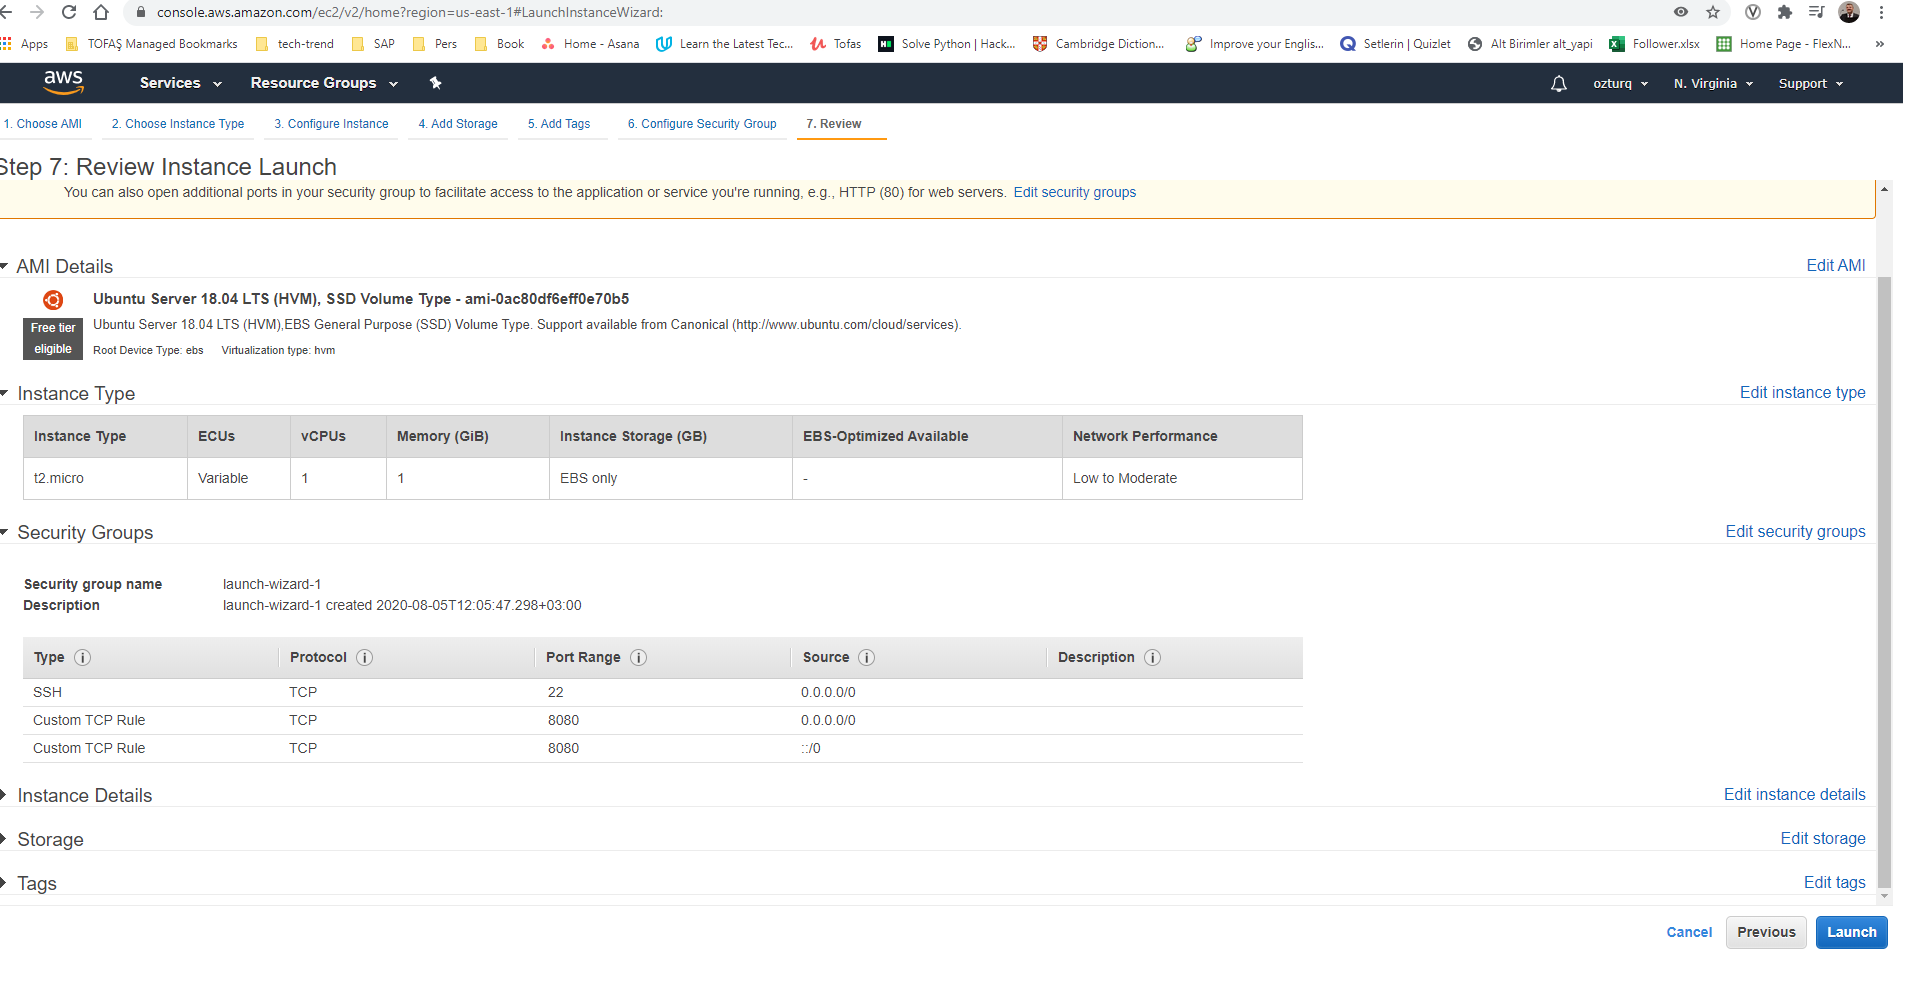 console.aws.amazon.com/ec2/v2/home?region=us-east-1#LaunchInstanceWizard:
Apps TOFAŞ Managed Bookmarks tech-trend SAP Pers Book Home - Asana Learn the Latest Tec... Tofas Solve Python | Hack... Cambridge Diction... Improve your Englis... Setlerin | Quizlet Alt Birimler alt_yapi Follower.xlsx Home Page - FlexN... »
aws Services Resource Groups ozturq N. Virginia Support
1. Choose AMI 2. Choose Instance Type 3. Configure Instance 4. Add Storage 5. Add Tags 6. Configure Security Group 7. Review
Step 7: Review Instance Launch
You can also open additional ports in your security group to facilitate access to the application or service you're running, e.g., HTTP (80) for web servers. Edit security groups
AMI Details Edit AMI
Ubuntu Server 18.04 LTS (HVM), SSD Volume Type - ami-0ac80df6eff0e70b5
Free tier eligible
Ubuntu Server 18.04 LTS (HVM),EBS General Purpose (SSD) Volume Type. Support available from Canonical (http://www.ubuntu.com/cloud/services).
Root Device Type: ebs Virtualization type: hvm
Instance Type Edit instance type
Instance Type ECUs vCPUs Memory (GiB) Instance Storage (GB) EBS-Optimized Available Network Performance
t2.micro Variable 1 1 EBS only - Low to Moderate
Security Groups Edit security groups
Security group name launch-wizard-1
Description launch-wizard-1 created 2020-08-05T12:05:47.298+03:00
Type i Protocol i Port Range i Source i Description i
SSH TCP 22 0.0.0.0/0
Custom TCP Rule TCP 8080 0.0.0.0/0
Custom TCP Rule TCP 8080 ::/0
Instance Details Edit instance details
Storage Edit storage
Tags Edit tags
Cancel Previous Launch